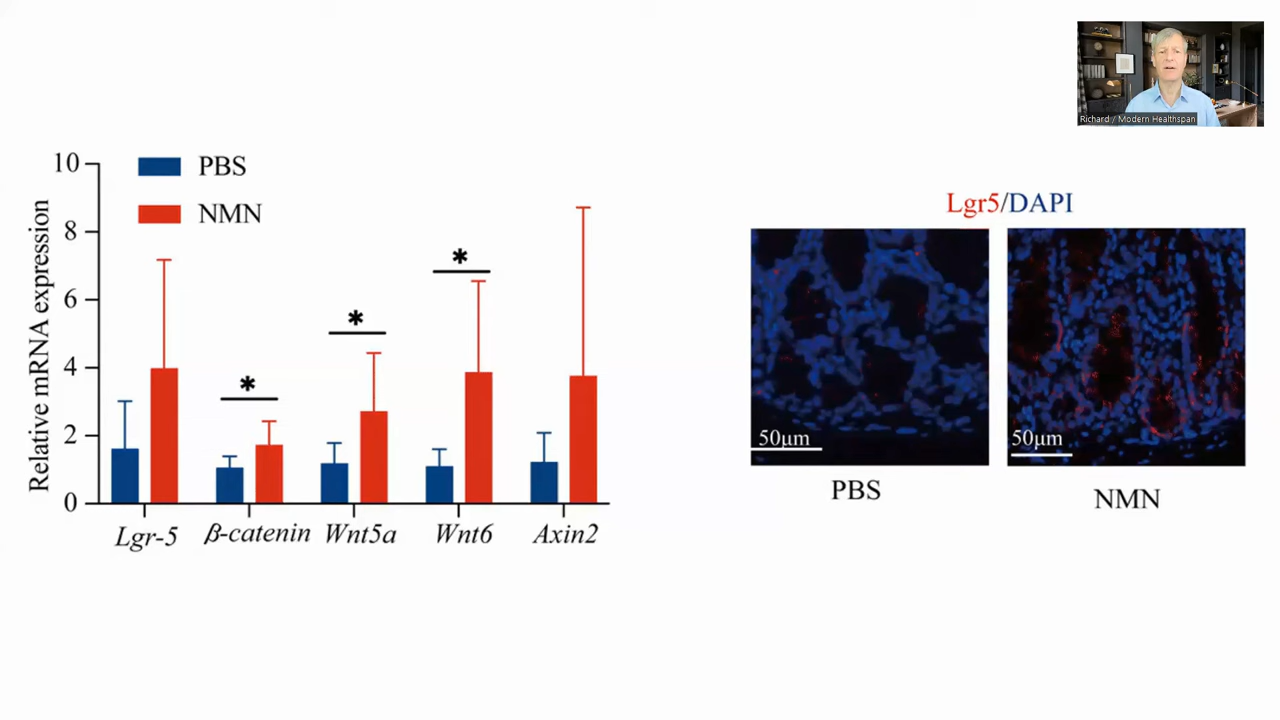 Richard / Modern Healthspan
PBS
NMN
Relative mRNA expression
10
8
6
4
2
0
*
*
*
Lgr-5
β-catenin
Wnt5a
Wnt6
Axin2
Lgr5/DAPI
50μm
50μm
PBS
NMN